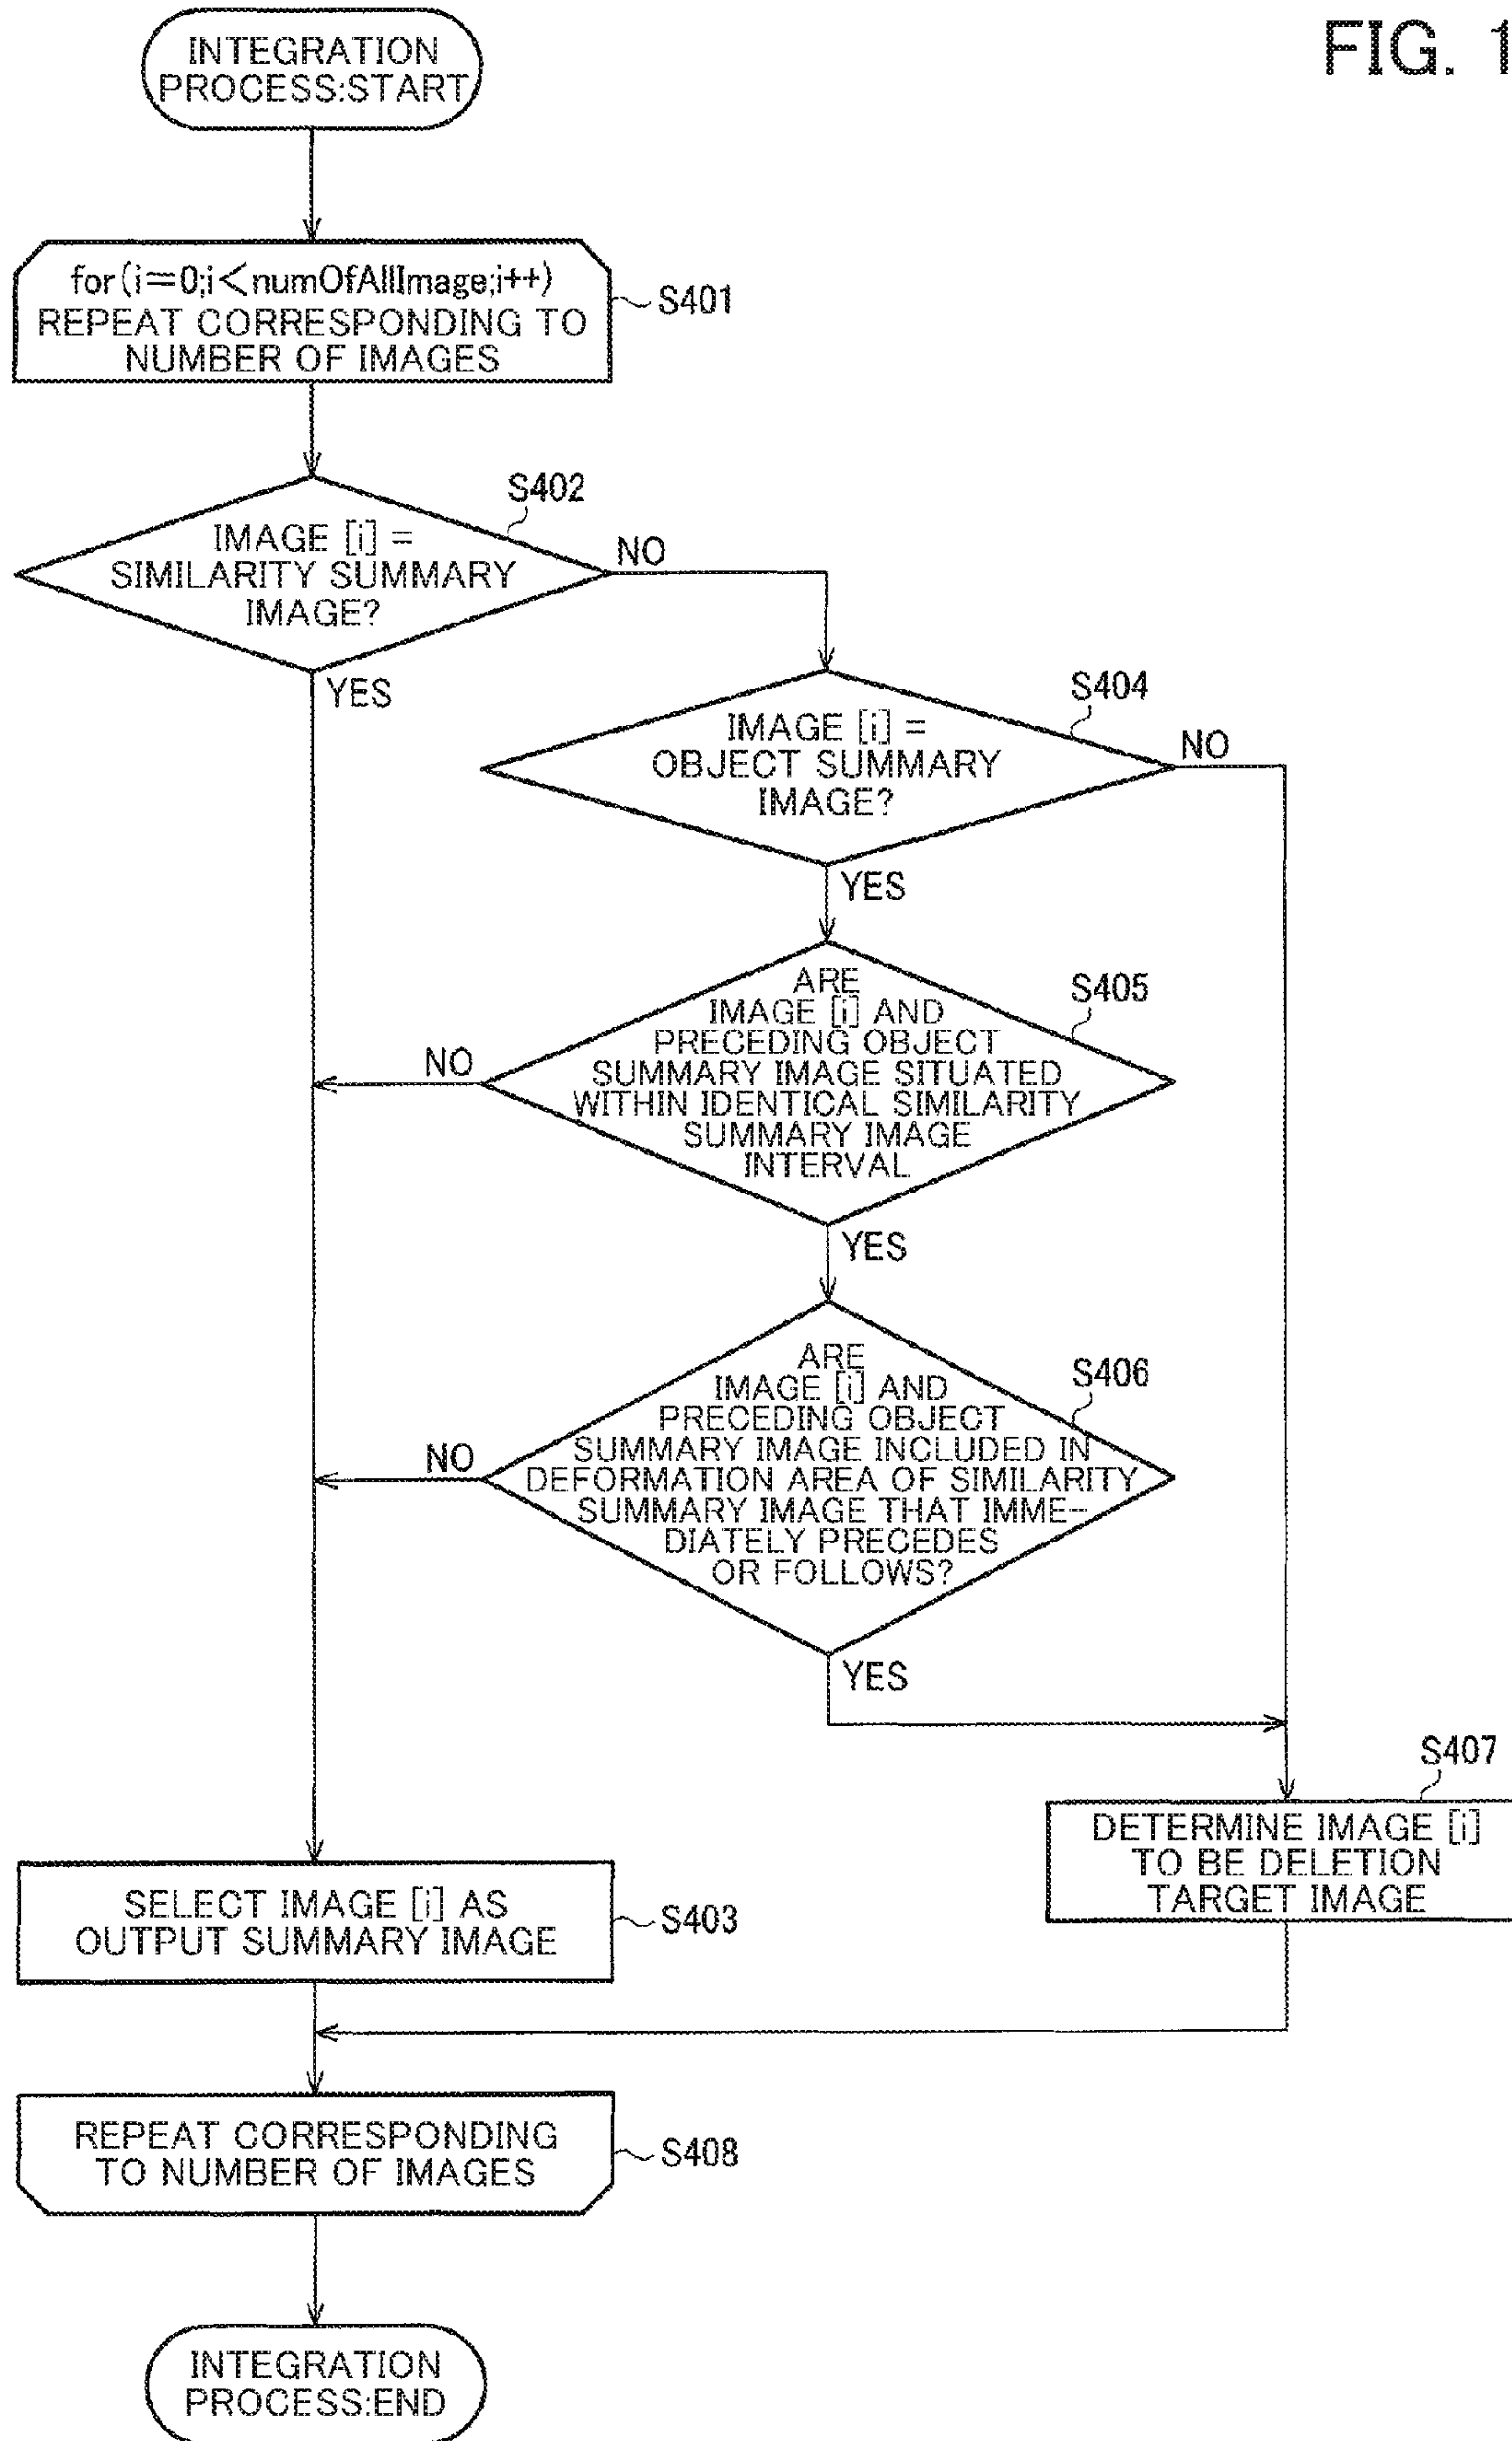 FIG. 1
INTEGRATION
PROCESS:START
for(i=0;i<numOfAllImage;i++)
REPEAT CORRESPONDING TO
NUMBER OF IMAGES
S401
S402
IMAGE [i] =
SIMILARITY SUMMARY
IMAGE?
NO
YES
S404
IMAGE [i] =
OBJECT SUMMARY
IMAGE?
NO
YES
S405
ARE
IMAGE [i] AND
PRECEDING OBJECT
SUMMARY IMAGE SITUATED
WITHIN IDENTICAL SIMILARITY
SUMMARY IMAGE
INTERVAL
NO
YES
S406
ARE
IMAGE [i] AND
PRECEDING OBJECT
SUMMARY IMAGE INCLUDED IN
DEFORMATION AREA OF SIMILARITY
SUMMARY IMAGE THAT IMME-
DIATELY PRECEDES
OR FOLLOWS?
NO
YES
S407
DETERMINE IMAGE [i]
TO BE DELETION
TARGET IMAGE
SELECT IMAGE [i] AS
OUTPUT SUMMARY IMAGE
S403
REPEAT CORRESPONDING
TO NUMBER OF IMAGES
S408
INTEGRATION
PROCESS:END